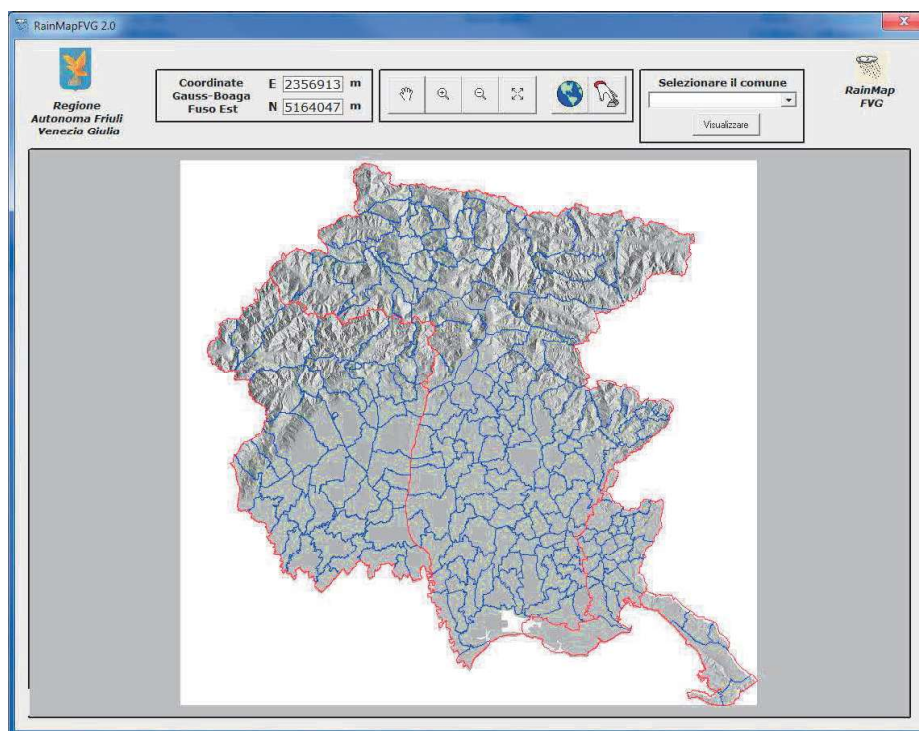 RainMapFVG 2.0
Regione
Autonoma Friuli
Venezia Giulia
Coordinate
Gauss-Boaga
Fuso Est
E 2356913 m
N 5164047 m
Selezionare il comune
Visualizzare
RainMap
FVG